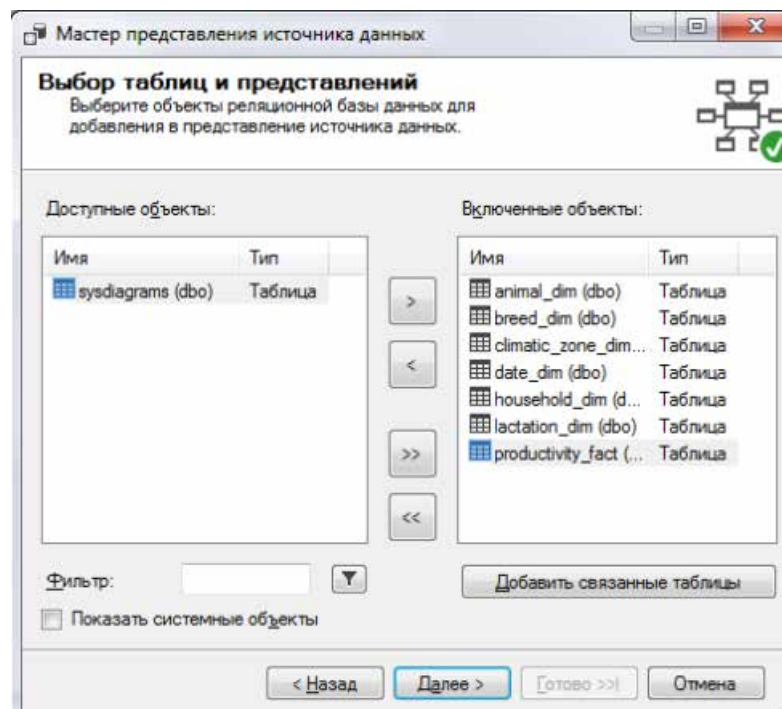 Мастер представления источника данных
Выбор таблиц и представлений
Выберите объекты реляционной базы данных для
добавления в представление источника данных.
Доступные объекты:
Имя Тип
sysdiagrams (dbo) Таблица
>
<
>>
<<
Включенные объекты:
Имя Тип
animal_dim (dbo) Таблица
breed_dim (dbo) Таблица
climatic_zone_dim... Таблица
date_dim (dbo) Таблица
household_dim (d... Таблица
lactation_dim (dbo) Таблица
productivity_fact (... Таблица
Фильтр:
Добавить связанные таблицы
Показать системные объекты
< Назад Далее > Готово >>| Отмена